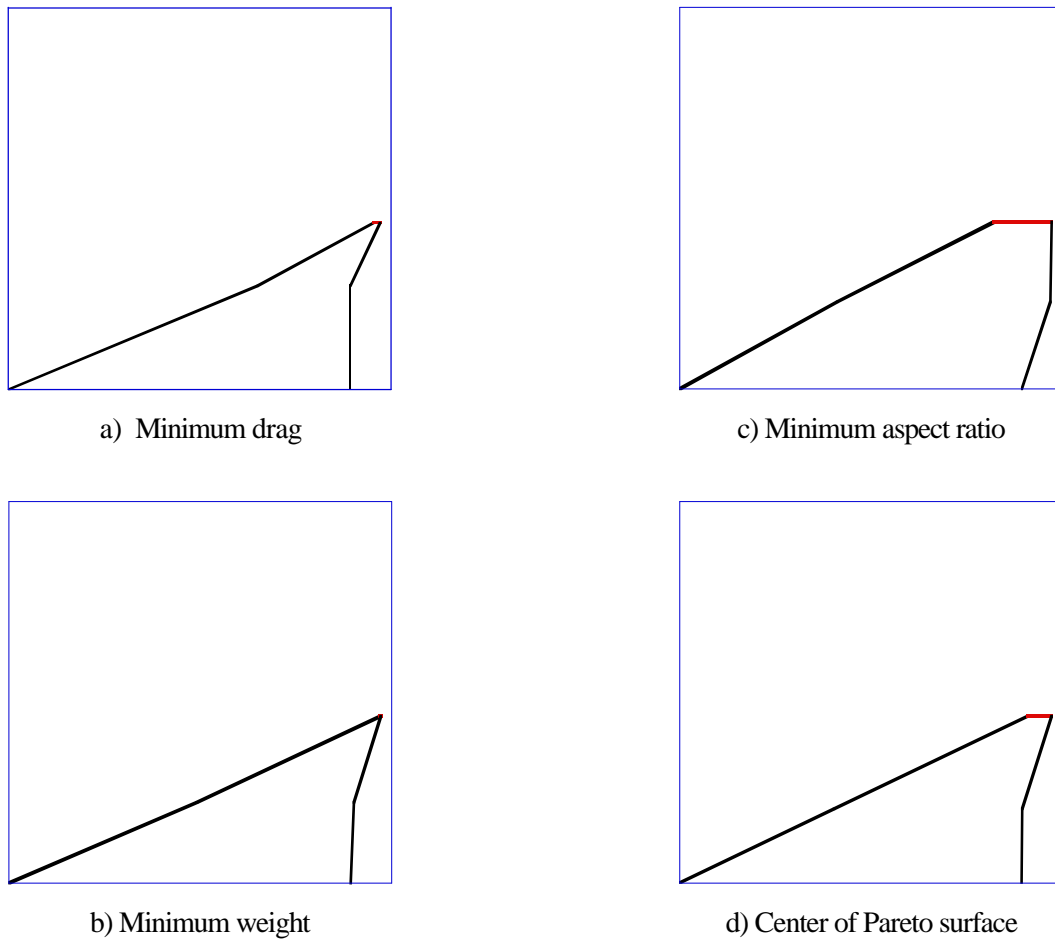 a) Minimum drag
c) Minimum aspect ratio
b) Minimum weight
d) Center of Pareto surface